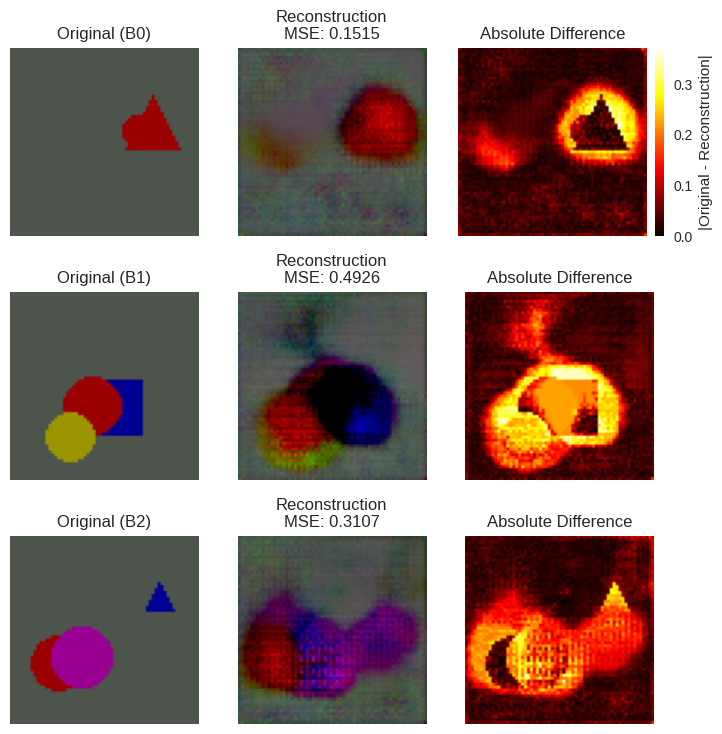 Original (B0)
Reconstruction
MSE: 0.1515
Absolute Difference
0.3
0.2
0.1
0.0
|Original - Reconstruction|
Original (B1)
Reconstruction
MSE: 0.4926
Absolute Difference
Original (B2)
Reconstruction
MSE: 0.3107
Absolute Difference